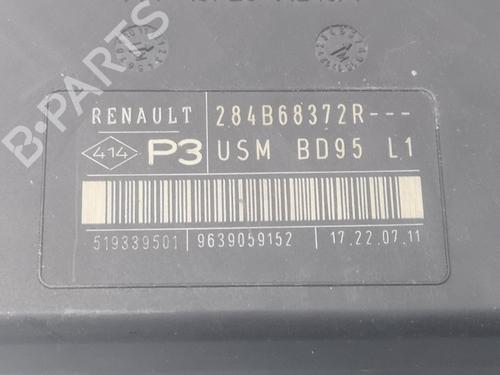 RENAULT 284B68372R---
414 P3 USM BD95 L1
519339501 9639059152 17.22.07.11
B-PARTS